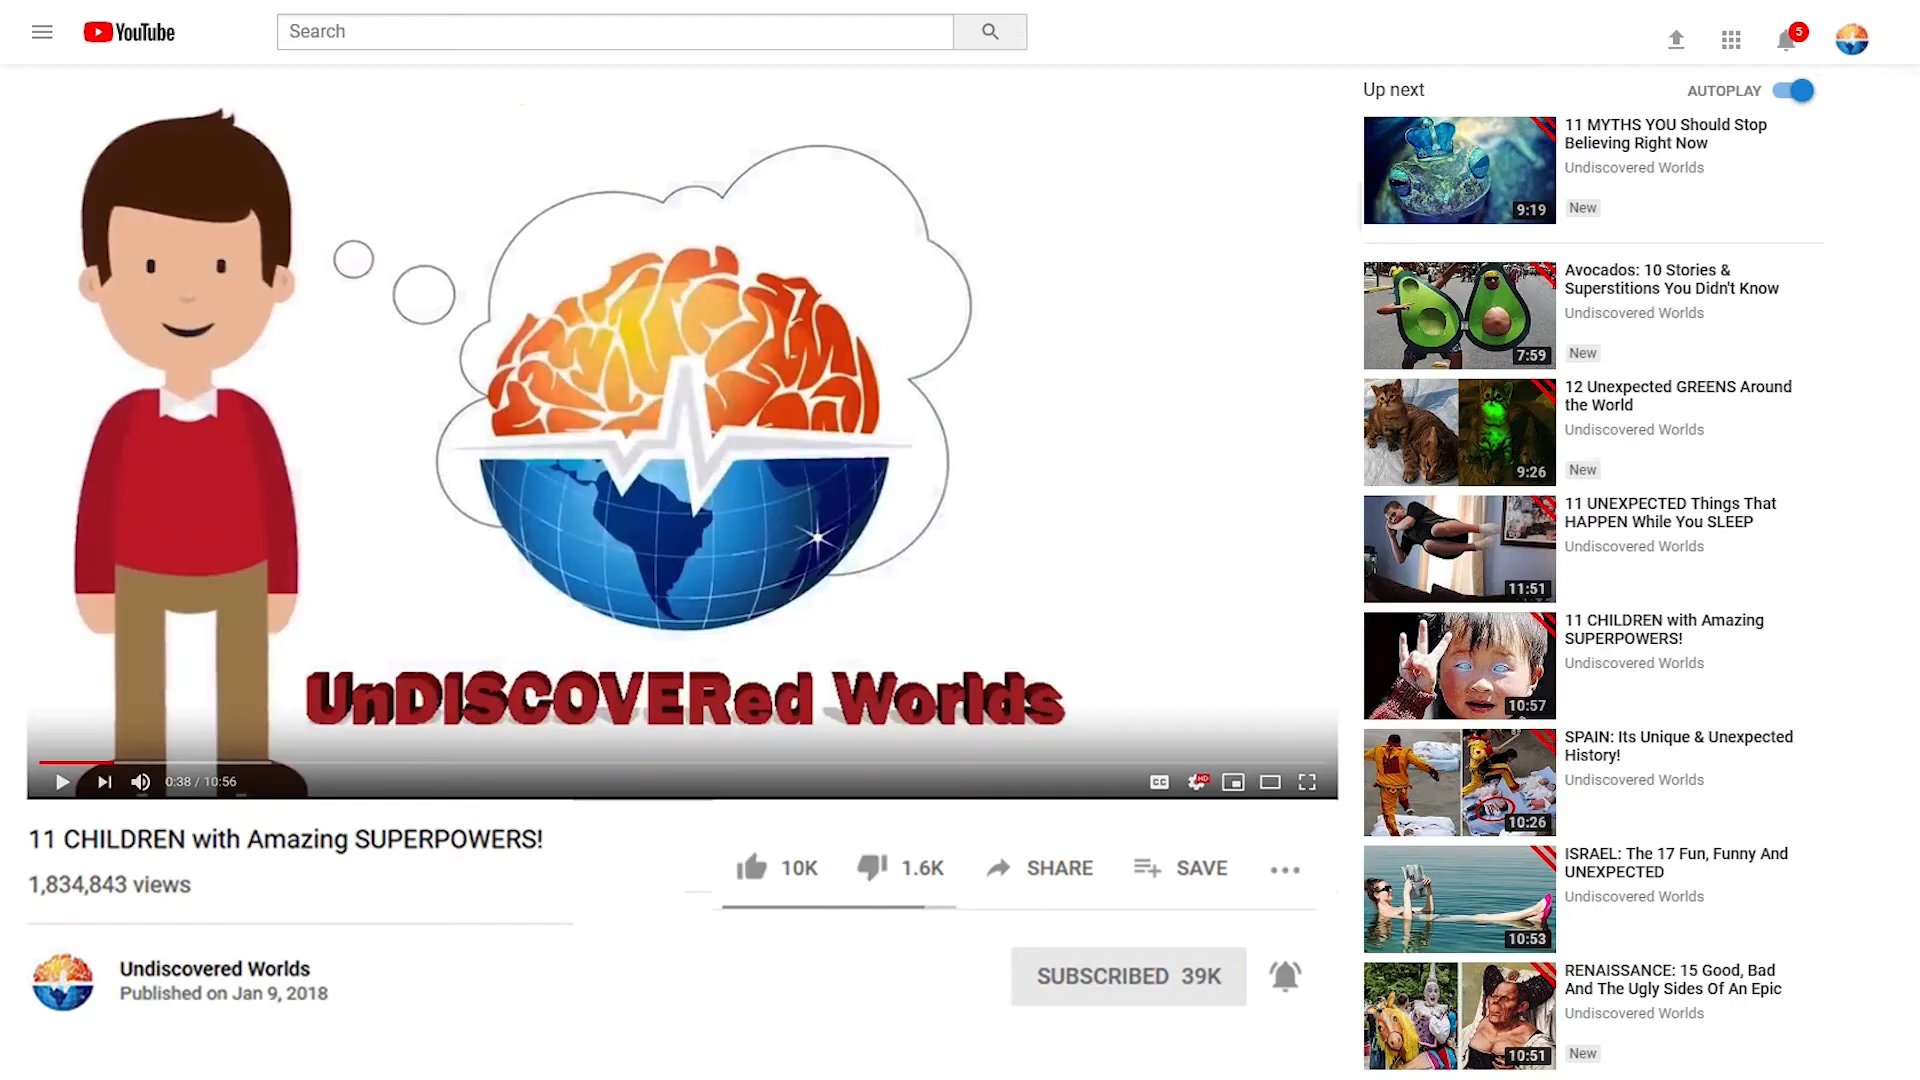 YouTube
Search
5
UnDISCOVERed Worlds
0:38 / 10:56
CC
HD
11 CHILDREN with Amazing SUPERPOWERS!
1,834,843 views
10K
1.6K
SHARE
SAVE
Undiscovered Worlds
Published on Jan 9, 2018
SUBSCRIBED 39K
Up next
AUTOPLAY
9:19
11 MYTHS YOU Should Stop
Believing Right Now
Undiscovered Worlds
New
7:59
Avocados: 10 Stories &
Superstitions You Didn't Know
Undiscovered Worlds
New
9:26
12 Unexpected GREENS Around
the World
Undiscovered Worlds
New
11:51
11 UNEXPECTED Things That
HAPPEN While You SLEEP
Undiscovered Worlds
10:57
11 CHILDREN with Amazing
SUPERPOWERS!
Undiscovered Worlds
10:26
SPAIN: Its Unique & Unexpected
History!
Undiscovered Worlds
10:53
ISRAEL: The 17 Fun, Funny And
UNEXPECTED
Undiscovered Worlds
10:51
RENAISSANCE: 15 Good, Bad
And The Ugly Sides Of An Epic
Undiscovered Worlds
New